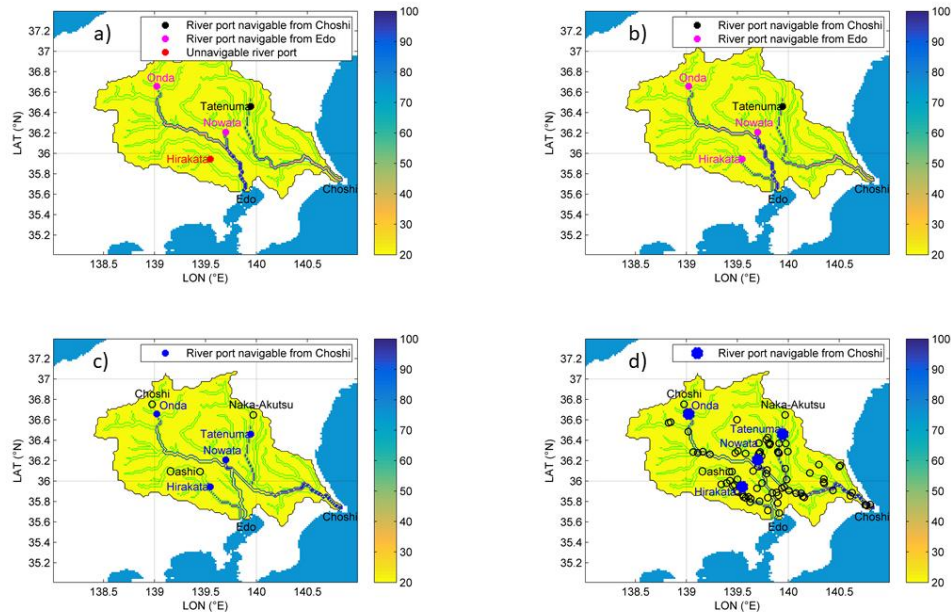 a)
River port navigable from Choshi
River port navigable from Edo
Unnavigable river port
Onda
Tatenuma
Nowata
Hirakata
Edo
Choshi
LAT (°N)
37.2
37
36.8
36.6
36.4
36.2
36
35.8
35.6
35.4
35.2
138.5
139
139.5
140
140.5
LON (°E)
100
90
80
70
60
50
40
30
20
b)
River port navigable from Choshi
River port navigable from Edo
Onda
Tatenuma
Nowata
Hirakata
Edo
Choshi
LAT (°N)
37.2
37
36.8
36.6
36.4
36.2
36
35.8
35.6
35.4
35.2
138.5
139
139.5
140
140.5
LON (°E)
100
90
80
70
60
50
40
30
20
c)
River port navigable from Choshi
Choshi
Onda
Naka-Akutsu
Tatenuma
Nowata
Oashi
Hirakata
Edo
Choshi
LAT (°N)
37.2
37
36.8
36.6
36.4
36.2
36
35.8
35.6
35.4
35.2
138.5
139
139.5
140
140.5
LON (°E)
100
90
80
70
60
50
40
30
20
d)
River port navigable from Choshi
Choshi
Onda
Naka-Akutsu
Tatenuma
Nowata
Oashi
Hirakata
Edo
Choshi
LAT (°N)
37.2
37
36.8
36.6
36.4
36.2
36
35.8
35.6
35.4
35.2
138.5
139
139.5
140
140.5
LON (°E)
100
90
80
70
60
50
40
30
20